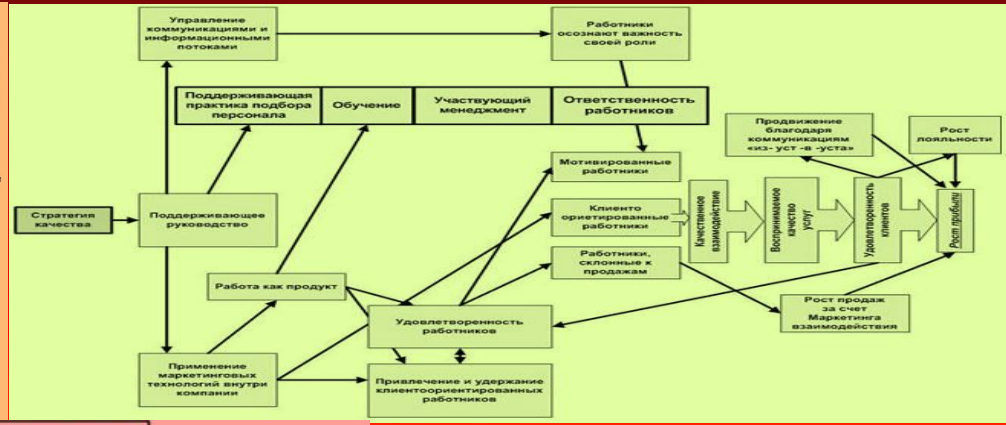 Управление
коммуникациями и
информационными
потоками
Работники
осознают важность
своей роли
Поддерживающая
практика подбора
персонала
Обучение
Участвующий
менеджмент
Ответственность
работников
Продвижение
благодаря
коммуникациям
«из- уст -в -уста»
Рост
лояльности
Мотивированные
работники
Стратегия
качества
Поддерживающее
руководство
Клиенто
ориетированные
работники
Качественное
взаимодействие
Воспринимаемое
качество
услуг
Удовлетворенность
клиентов
Рост прибыли
Работники,
склонные к
продажам
Работа как продукт
Удовлетворенность
работников
Рост продаж
за счет
Маркетинга
взаимодействия
Применение
маркетинговых
технологий внутри
компании
Привлечение и удержание
клиентоориентированных
работников